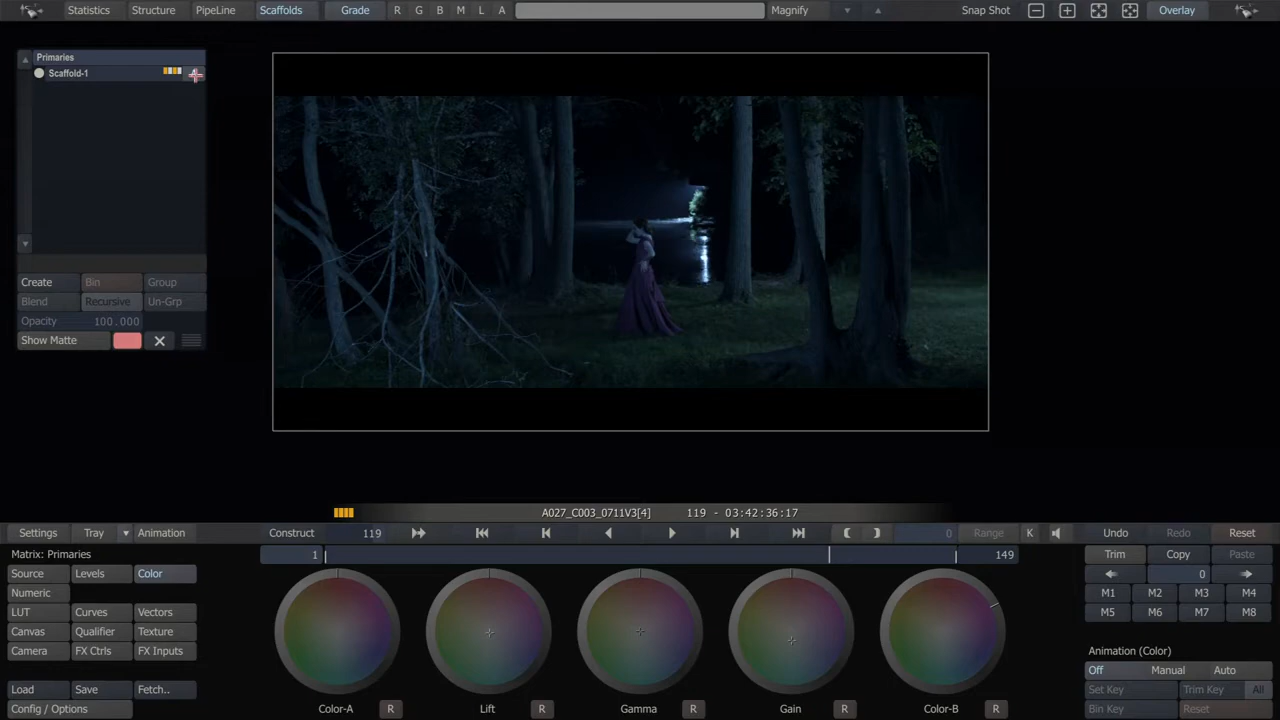 Statistics Structure PipeLine Scaffolds Grade R G B M L A Magnify Snap Shot Overlay
Primaries
Scaffold-1
Create Bin Group
Blend Recursive Un-Grp
Opacity 100.000
Show Matte
A027_C003_0711V3[4] 119 - 03:42:36:17
Settings Tray Animation Construct 119 0 Range K Undo Redo Reset
Matrix: Primaries 1 149 Trim Copy Paste
Source Levels Color 0
Numeric M1 M2 M3 M4
LUT Curves Vectors M5 M6 M7 M8
Canvas Qualifier Texture
Camera FX Ctrls FX Inputs Animation (Color)
Off Manual Auto
Load Save Fetch.. Set Key Trim Key All
Config / Options Color-A R Lift R Gamma R Gain R Color-B R Bin Key Reset